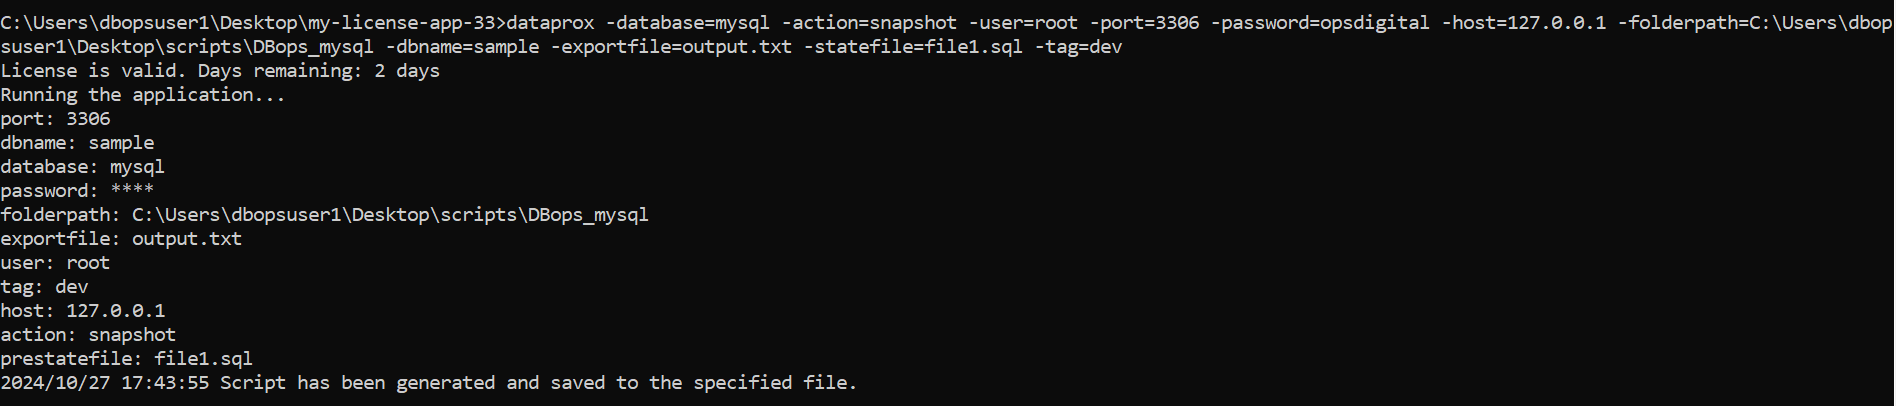 C:\Users\dbopsuser1\Desktop\my-license-app-33>dataprox -database=mysql -action=snapshot -user=root -port=3306 -password=opsdigital -host=127.0.0.1 -folderpath=C:\Users\dbop
suser1\Desktop\scripts\DBops_mysql -dbname=sample -exportfile=output.txt -statefile=file1.sql -tag=dev
License is valid. Days remaining: 2 days
Running the application...
port: 3306
dbname: sample
database: mysql
password: ****
folderpath: C:\Users\dbopsuser1\Desktop\scripts\DBops_mysql
exportfile: output.txt
user: root
tag: dev
host: 127.0.0.1
action: snapshot
prestatefile: file1.sql
2024/10/27 17:43:55 Script has been generated and saved to the specified file.